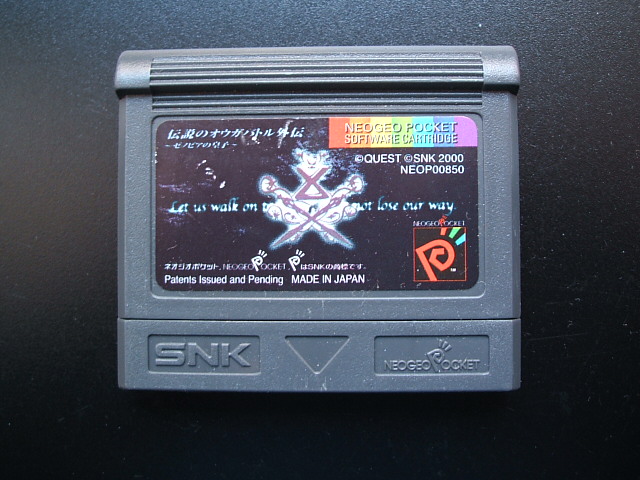 伝説のオウガバトル外伝
～ゼノビアの皇子～
NEOGEO POCKET
SOFTWARE CARTRIDGE
©QUEST ©SNK 2000
NEOP00850
Let us walk on t not lose our way.
NEOGEO POCKET
ネオジオポケット、NEOGEO POCKET、PはSNKの商標です。
Patents Issued and Pending MADE IN JAPAN
SNK
NEOGEO POCKET